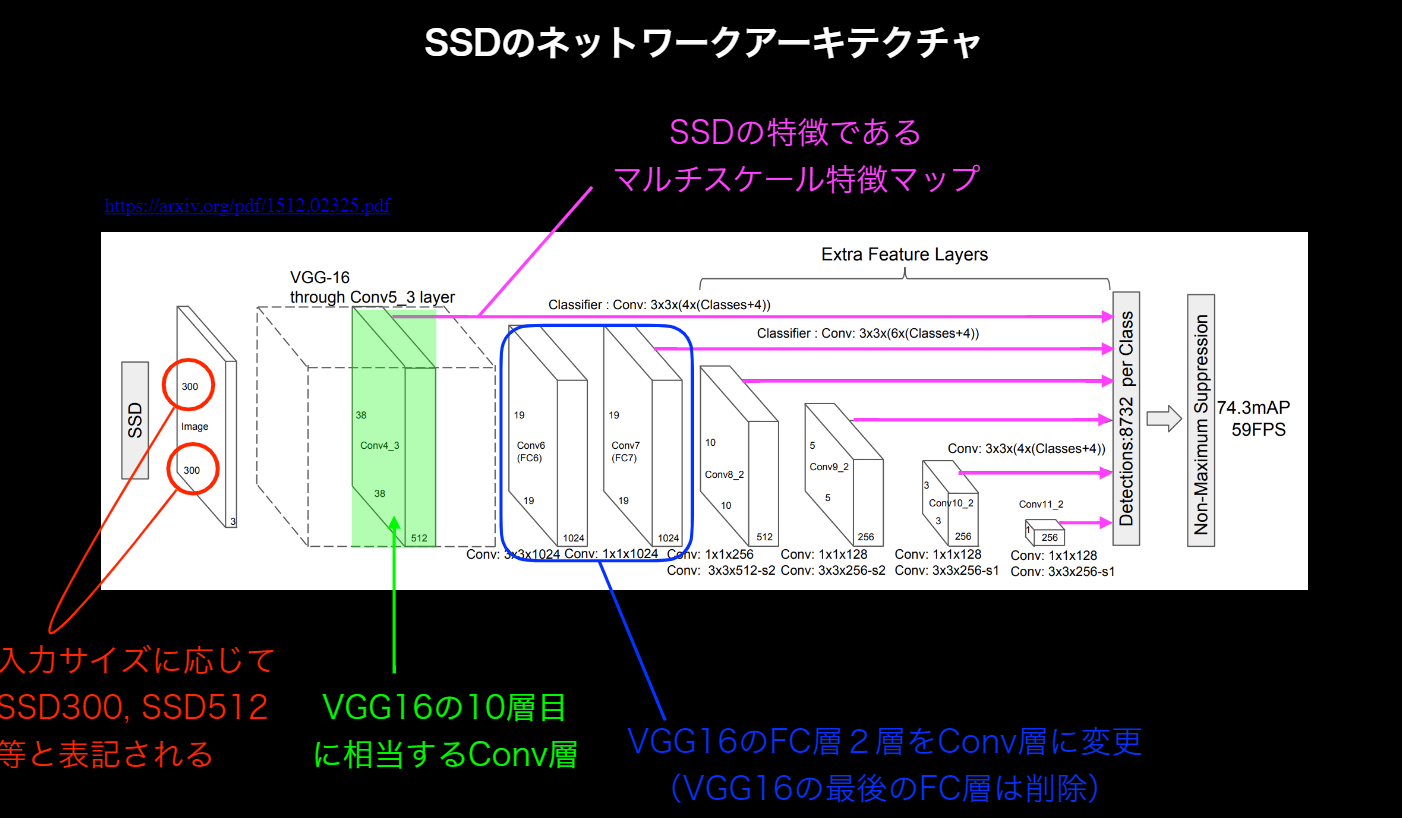 SSDのネットワークアーキテクチャ
SSDの特徴である
マルチスケール特徴マップ
https://arxiv.org/pdf/1512.02325.pdf
Extra Feature Layers
VGG-16
through Conv5_3 layer
Classifier : Conv: 3x3x(4x(Classes+4))
Classifier : Conv: 3x3x(6x(Classes+4))
SSD
300
Image
300
3
38
Conv4_3
38
512
19
Conv6
(FC6)
19
1024
19
Conv7
(FC7)
19
1024
10
Conv8_2
10
512
5
Conv9_2
5
256
Conv: 3x3x(4x(Classes+4))
3
Conv10_2
3
256
Conv11_2
1
256
Detections:8732 per Class
Non-Maximum Suppression
74.3mAP
59FPS
Conv: 3x3x1024
Conv: 1x1x1024
Conv: 1x1x256
Conv: 3x3x512-s2
Conv: 1x1x128
Conv: 3x3x256-s2
Conv: 1x1x128
Conv: 3x3x256-s1
Conv: 1x1x128
Conv: 3x3x256-s1
入力サイズに応じて
SSD300, SSD512
等と表記される
VGG16の10層目
に相当するConv層
VGG16のFC層２層をConv層に変更
（VGG16の最後のFC層は削除）